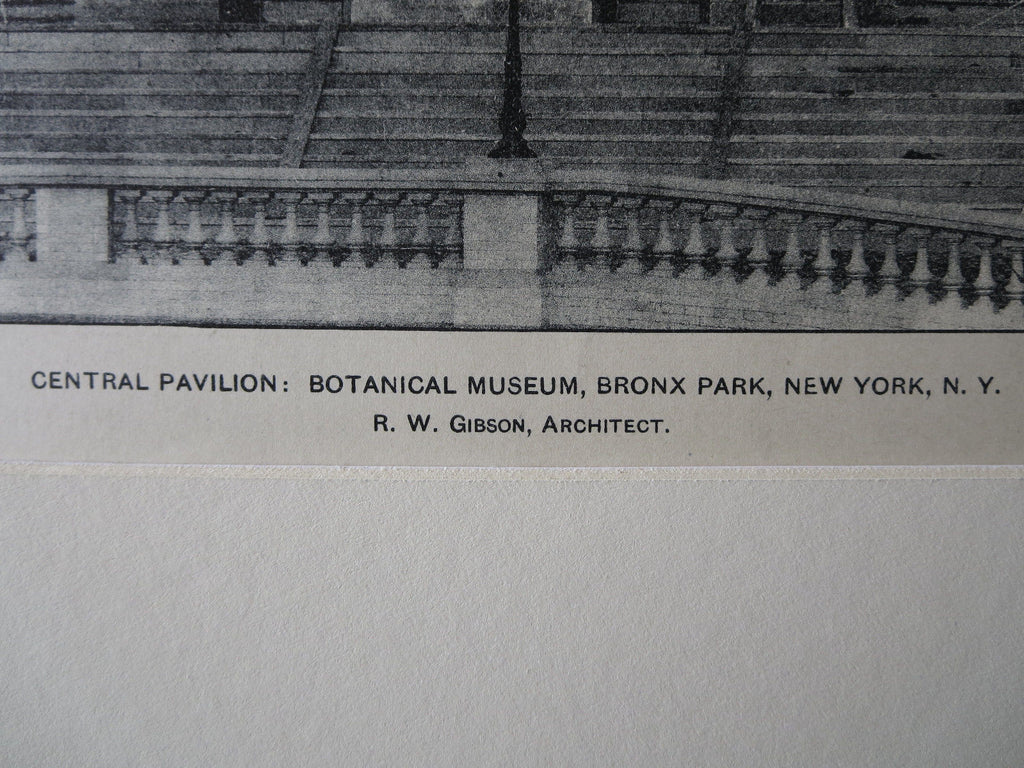 CENTRAL PAVILION: BOTANICAL MUSEUM, BRONX PARK, NEW YORK, N. Y.
R. W. GIBSON, ARCHITECT.